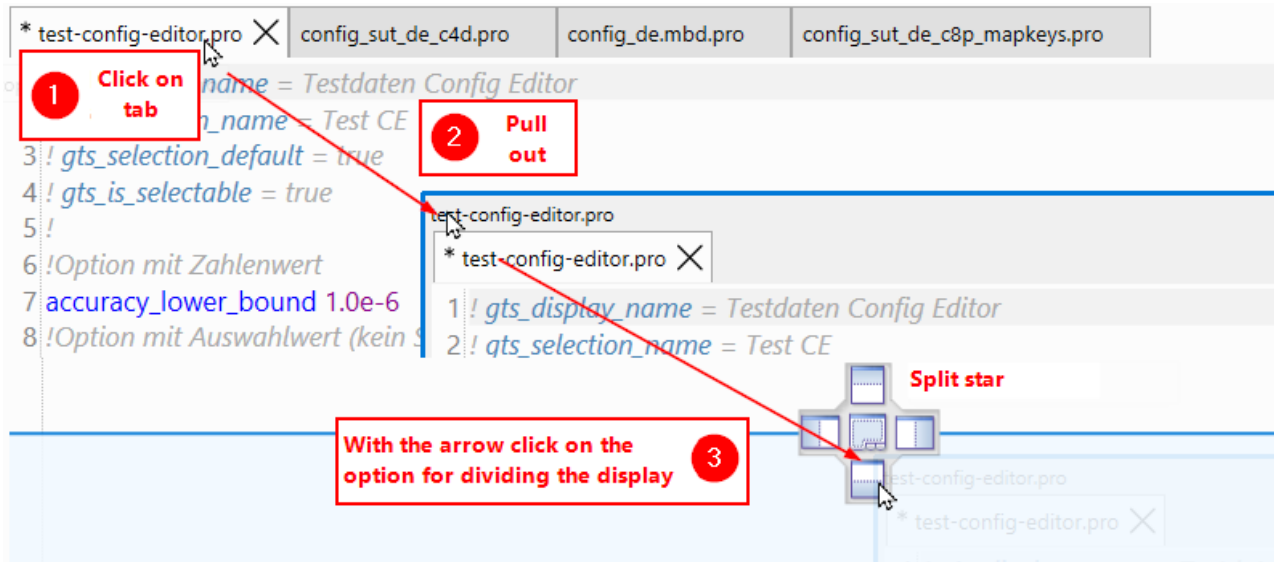 * test-config-editor.pro
config_sut_de_c4d.pro
config_de.mbd.pro
config_sut_de_c8p_mapkeys.pro
1 Click on
tab
name = Testdaten Config Editor
n_name = Test CE
2 Pull
out
3 ! gts_selection_default = true
4 ! gts_is_selectable = true
5 !
6 !Option mit Zahlenwert
7 accuracy_lower_bound 1.0e-6
8 !Option mit Auswahlwert (kein S
test-config-editor.pro
* test-config-editor.pro
1 ! gts_display_name = Testdaten Config Editor
2 ! gts_selection_name = Test CE
Split star
With the arrow click on the
option for dividing the display
3
test-config-editor.pro
* test-config-editor.pro